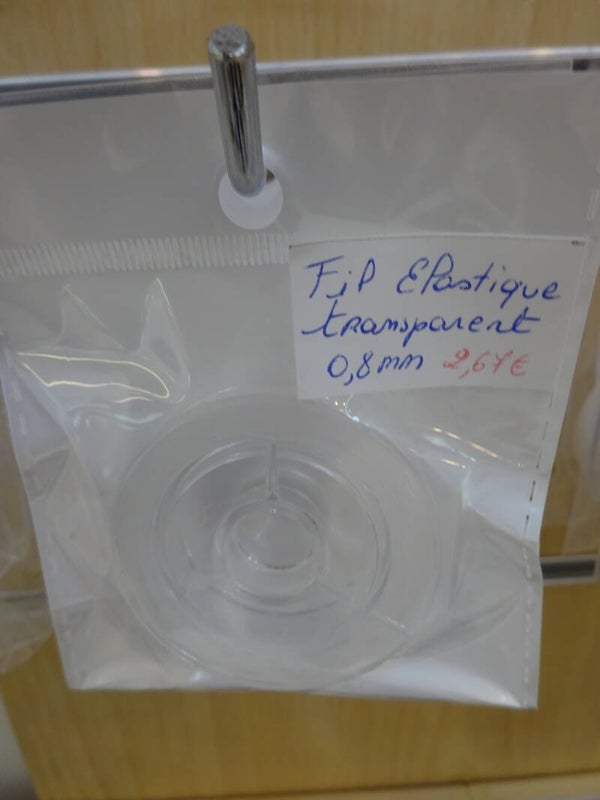 Fil Elastique
transparent
0,8mm 2,67€